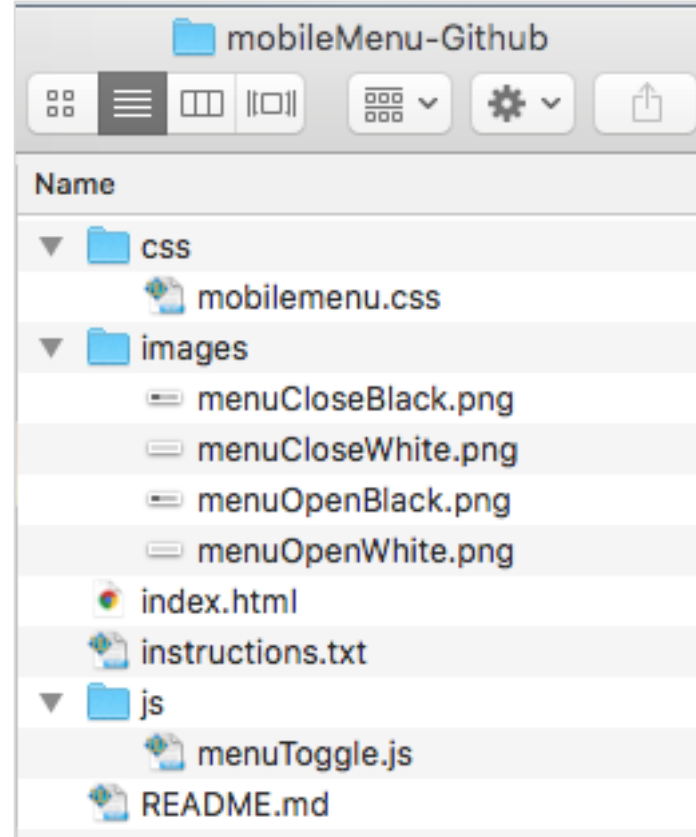 mobileMenu-Github
Name
css
mobilemenu.css
images
menuCloseBlack.png
menuCloseWhite.png
menuOpenBlack.png
menuOpenWhite.png
index.html
instructions.txt
js
menuToggle.js
README.md